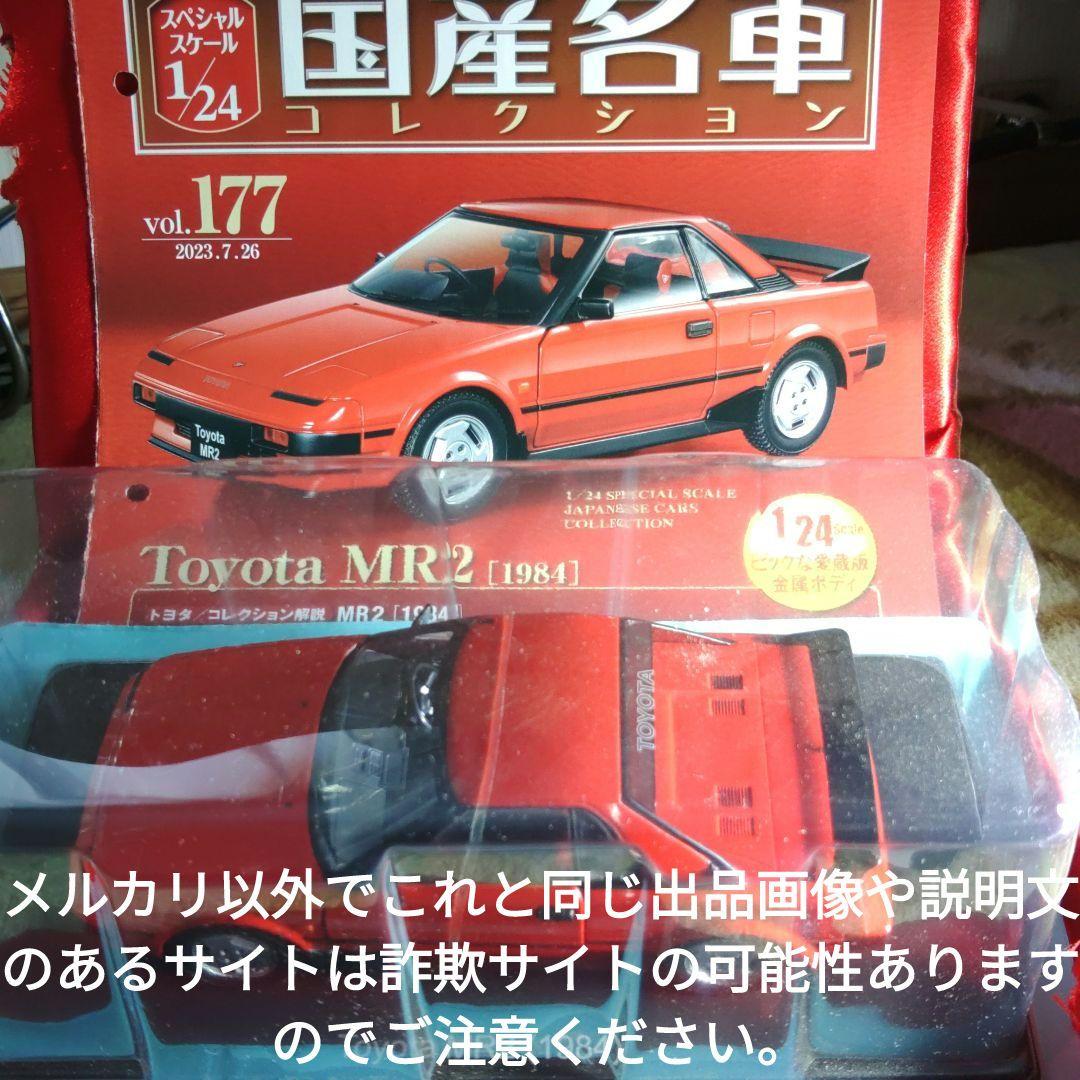 スペシャル
スケール
1/24
国産名車
コレクション
vol.177
2023.7.26
TOYOTA
Toyota
MR2
1/24 SPECIAL SCALE
JAPANESE CARS
COLLECTION
1/24 Scale
ビックな愛蔵版
金属ボディ
Toyota MR2 [1984]
トヨタ/コレクション解説 MR2 [1984]
TOYOTA
メルカリ以外でこれと同じ出品画像や説明文
のあるサイトは詐欺サイトの可能性あります
のでご注意ください。